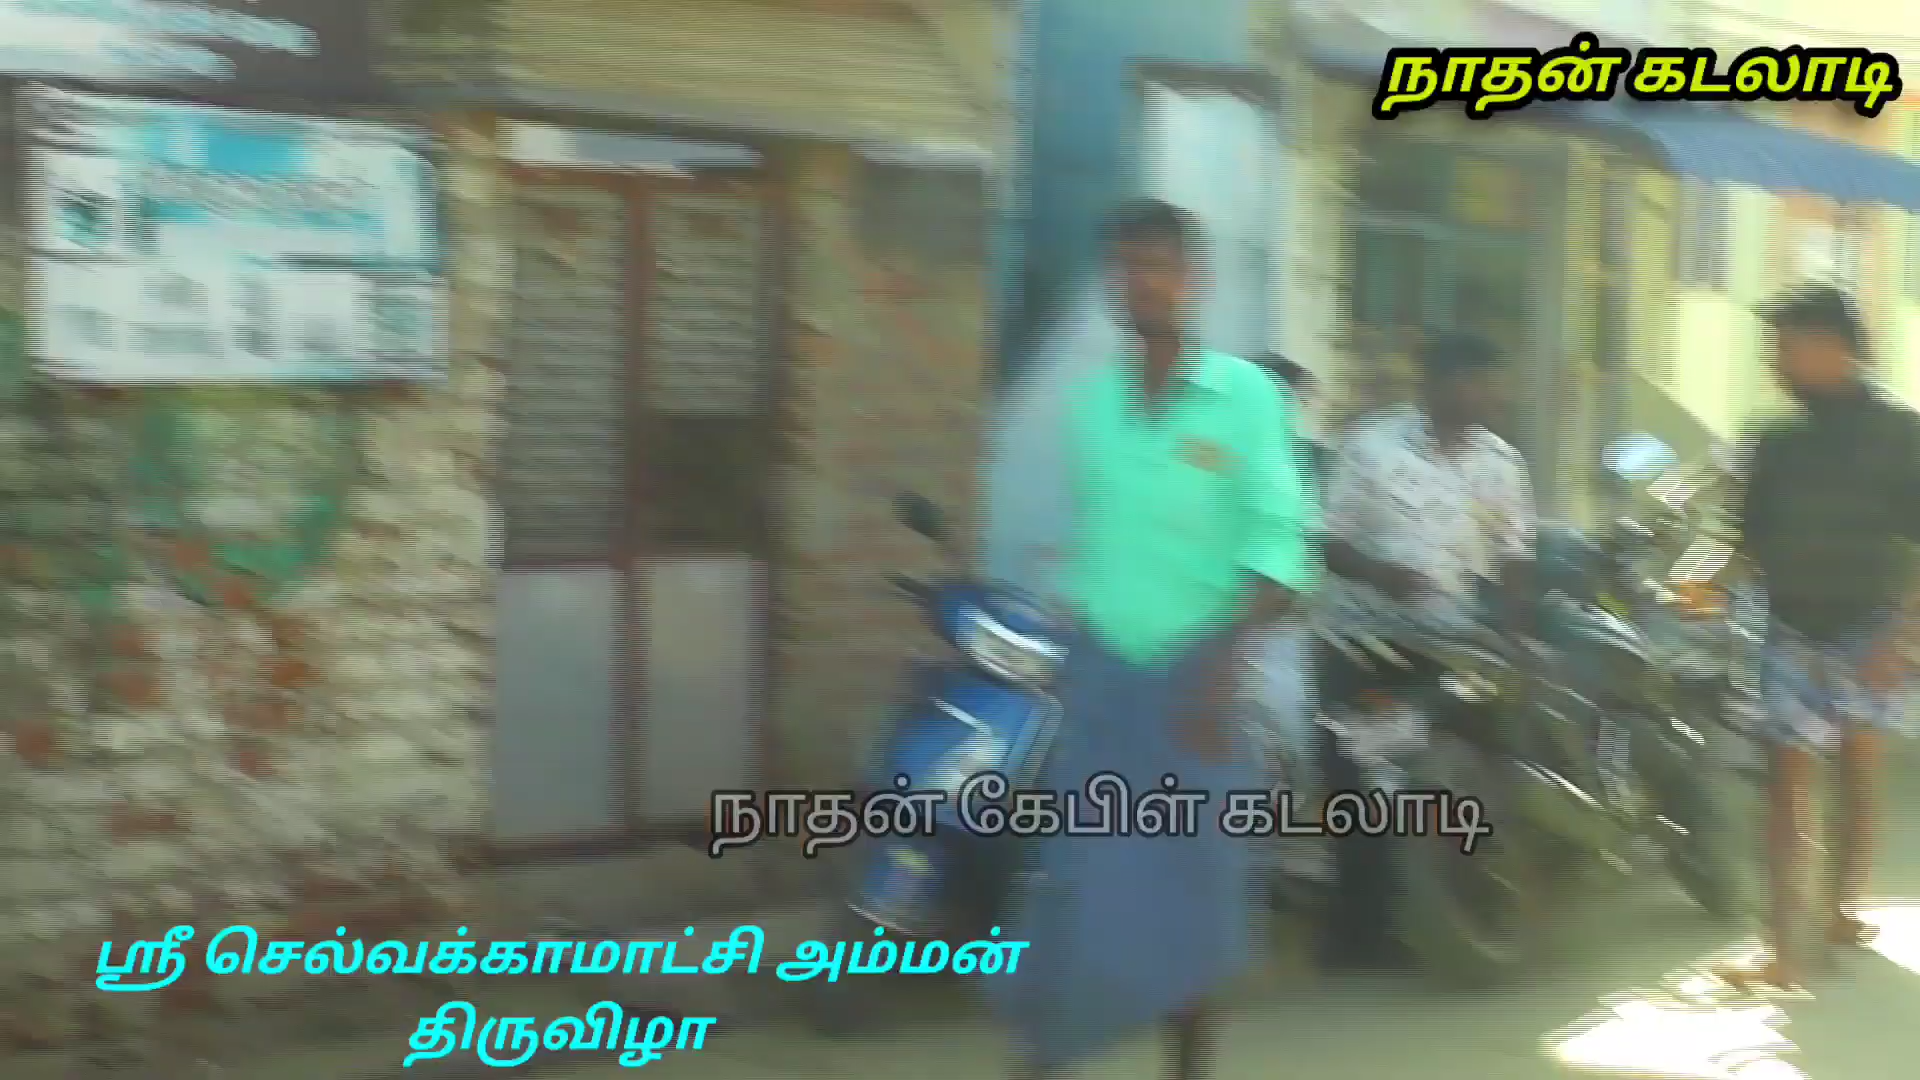 நாதன் கடலாடி
நாதன் கேபிள் கடலாடி
ஸ்ரீ செல்வக்காமாட்சி அம்மன்
திருவிழா